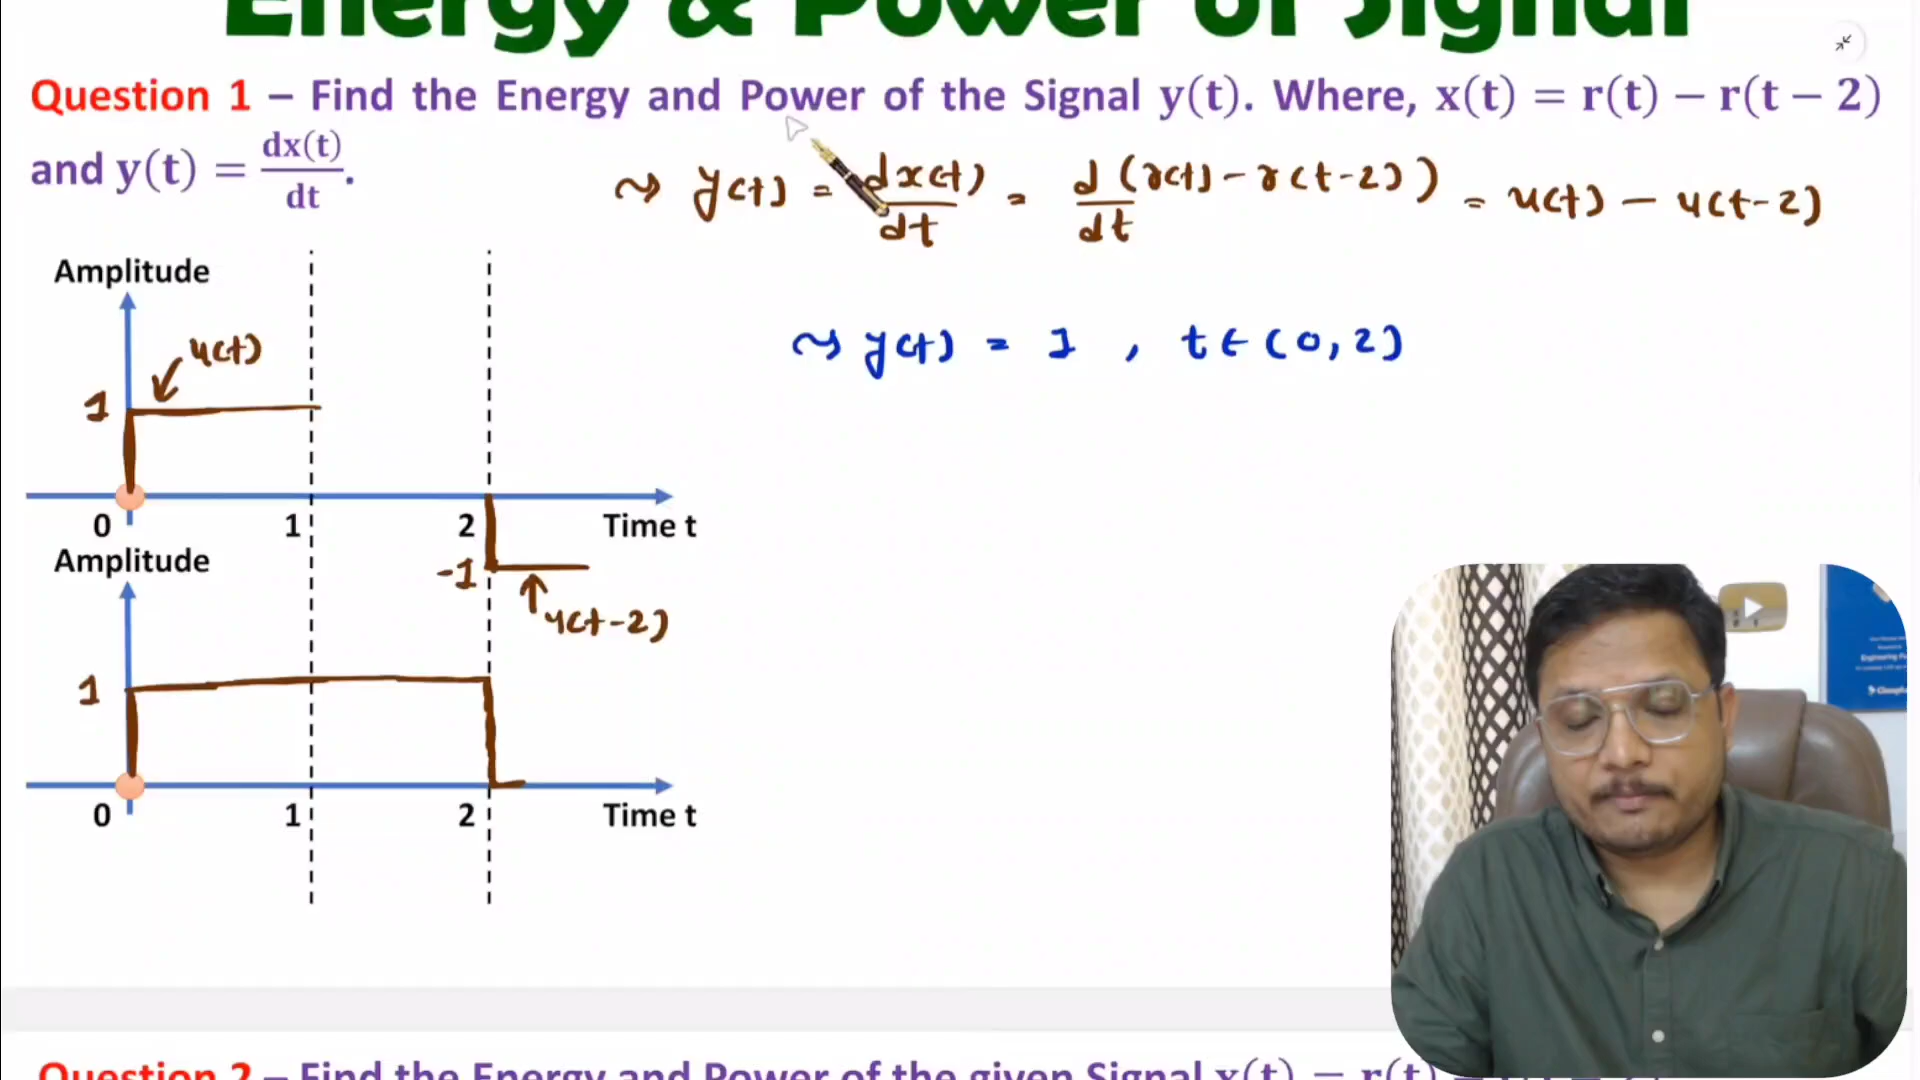 Energy & Power of Signal
Question 1 – Find the Energy and Power of the Signal y(t). Where, x(t) = r(t) − r(t − 2)
and y(t) = dx(t)/dt.
⇝ y(t) = dx(t)/dt = d/dt (r(t) − r(t−2)) = u(t) − u(t−2)
Amplitude
u(t)
⇝ y(t) = 1 , t ∈ (0, 2)
1
0 1 2 Time t
Amplitude
-1
u(t-2)
1
0 1 2 Time t
Question 2 – Find the Energy and Power of the given Signal x(t) = r(t)